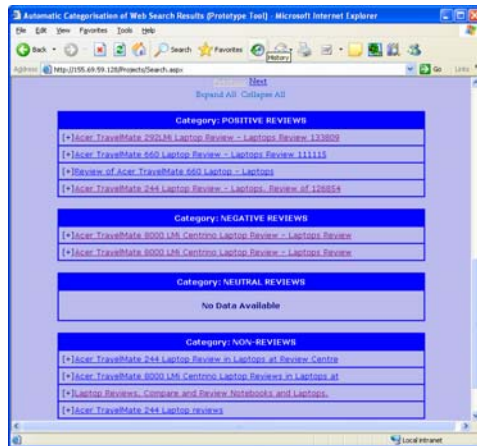 Automatic Categorisation of Web Search Results (Prototype Tool) - Microsoft Internet Explorer
File Edit View Favorites Tools Help
Back Search Favorites
History
Address http://155.69.59.128/Projects/Search.aspx Go Links
Next
Expand All Collapse All
Category: POSITIVE REVIEWS
[+]Acer TravelMate 292LMi Laptop Review - Laptops Review 133809
[+]Acer TravelMate 660 Laptop Review - Laptops Review 111115
[+]Review of Acer TravelMate 660 Laptop - Laptops
[+]Acer TravelMate 244 Laptop Review - Laptops. Review of 126854
Category: NEGATIVE REVIEWS
[+]Acer TravelMate 8000 LMi Centrino Laptop Review - Laptops Review
[+]Acer TravelMate 8000 LMi Centrino Laptop Review - Laptops Review
Category: NEUTRAL REVIEWS
No Data Available
Category: NON-REVIEWS
[+]Acer TravelMate 244 Laptop Review in Laptops at Review Centre
[+]Acer TravelMate 8000 LMi Centrino Laptop Reviews in Laptops at
[+]Laptop Reviews, Compare and Review Notebooks and Laptops.
[+]Acer TravelMate 244 Laptop reviews
Local intranet